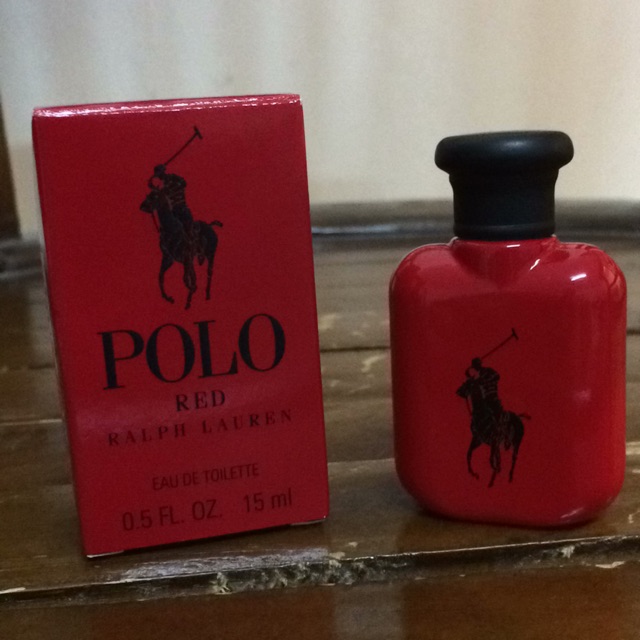 POLO
RED
RALPH LAUREN
EAU DE TOILETTE
0.5 FL. OZ. 15 ml